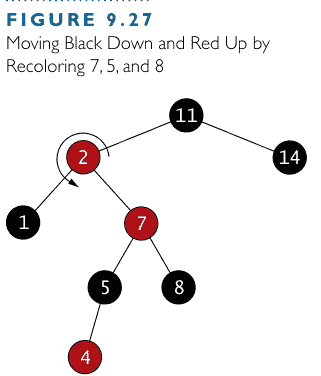 FIGURE 9.27
Moving Black Down and Red Up by
Recoloring 7, 5, and 8
11
2
14
1
7
5
8
4